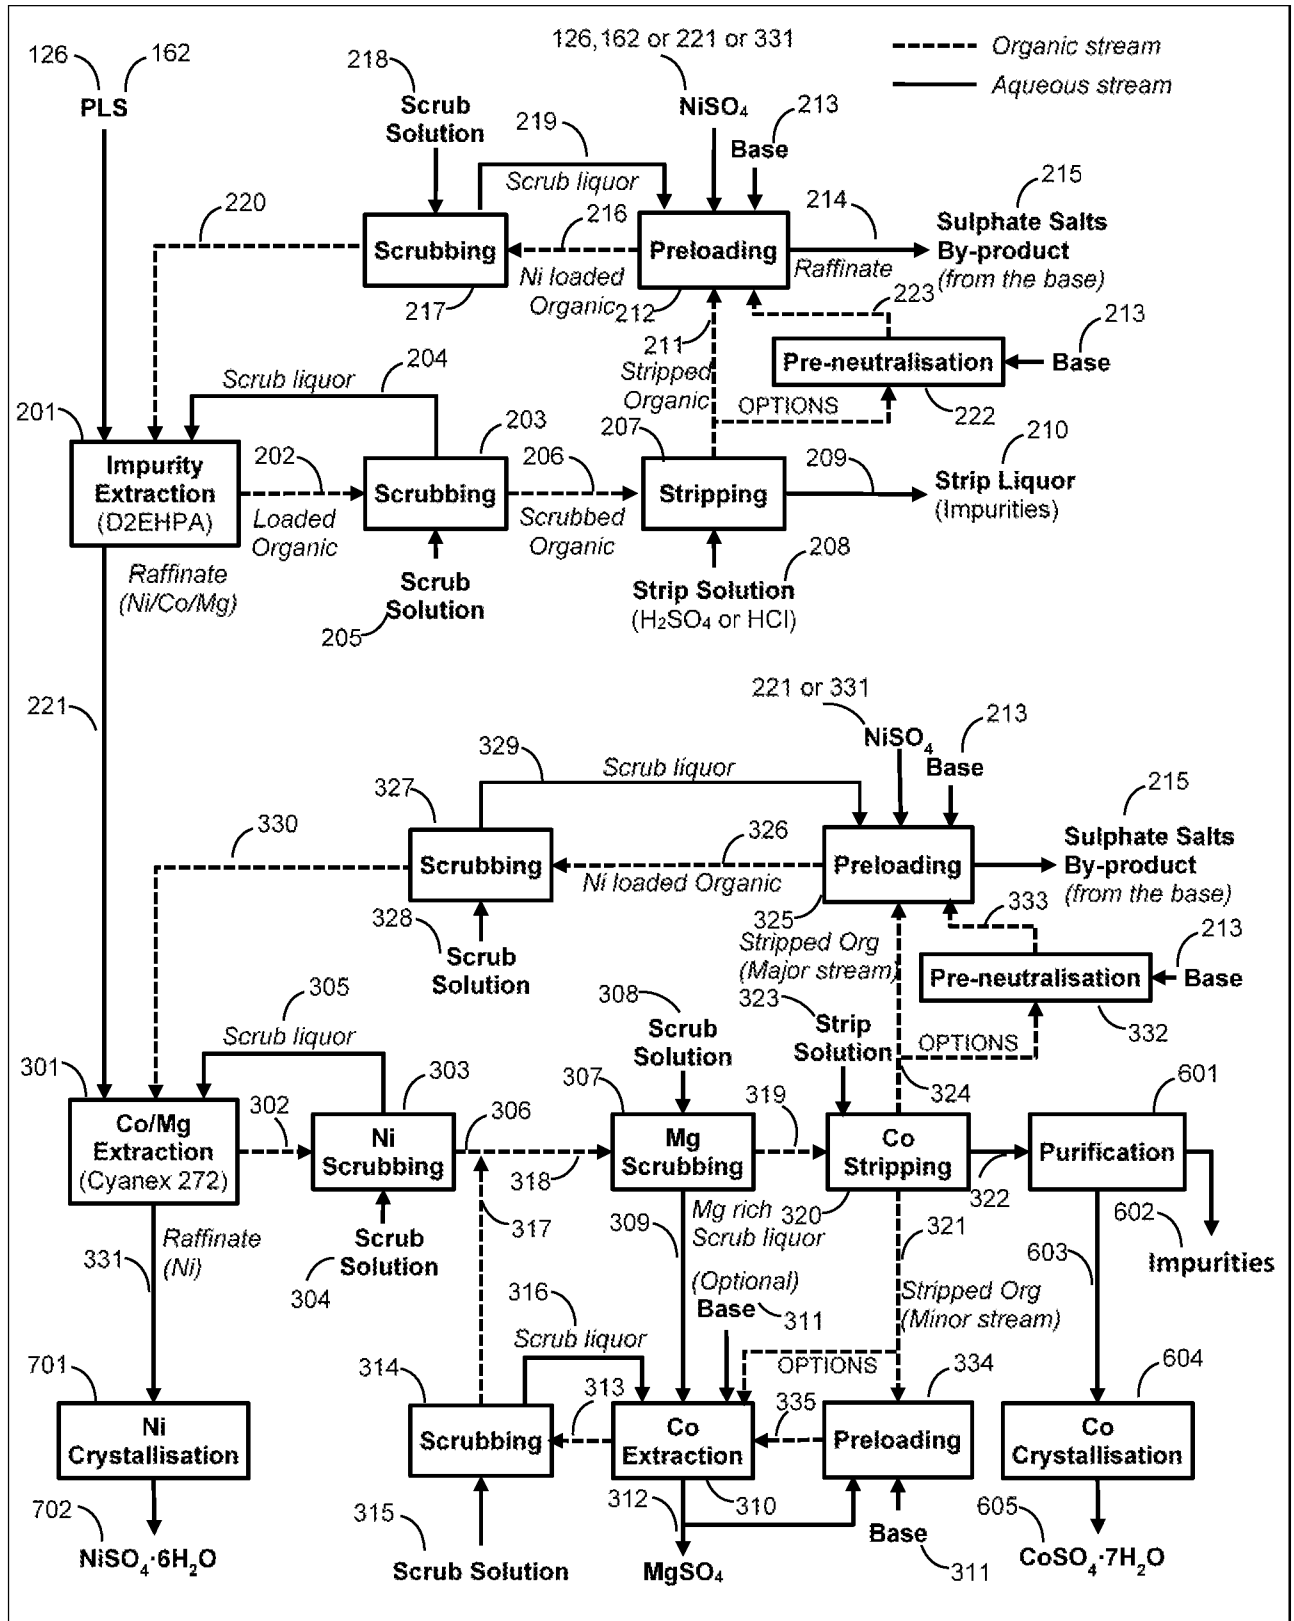 126, 162 or 221 or 331
Organic stream
Aqueous stream
126
162
218
PLS
Scrub
Solution
219
NiSO₄
213
Base
Scrub liquor
215
220
216
214
Sulphate Salts
By-product
(from the base)
Scrubbing
Preloading
Raffinate
Ni loaded
Organic
217
212
223
213
211
Pre-neutralisation
Base
204
Scrub liquor
Stripped
Organic
OPTIONS
222
201
203
207
210
202
206
209
Impurity
Extraction
(D2EHPA)
Scrubbing
Stripping
Strip Liquor
(Impurities)
Loaded
Organic
Scrubbed
Organic
208
Raffinate
(Ni/Co/Mg)
Scrub
Solution
205
Strip Solution
(H₂SO₄ or HCl)
221 or 331
221
213
NiSO₄
Base
329
Scrub liquor
327
215
330
326
Sulphate Salts
By-product
(from the base)
Scrubbing
Preloading
Ni loaded Organic
325
333
328
Stripped Org
(Major stream)
213
Scrub
Solution
Pre-neutralisation
Base
305
308
323
Scrub liquor
Scrub
Solution
Strip
Solution
OPTIONS
332
301
303
307
324
601
302
306
319
Co/Mg
Extraction
(Cyanex 272)
Ni
Scrubbing
Mg
Scrubbing
Co
Stripping
Purification
318
322
Mg rich
Scrub liquor
320
321
602
317
309
Raffinate
(Ni)
331
Scrub
Solution
304
603
Impurities
(Optional)
Base
311
316
Scrub liquor
Stripped Org
(Minor stream)
701
314
OPTIONS
334
604
313
335
Ni
Crystallisation
Scrubbing
Co
Extraction
Preloading
Co
Crystallisation
702
315
312
310
605
Base
NiSO₄·6H₂O
Scrub Solution
MgSO₄
311
CoSO₄·7H₂O